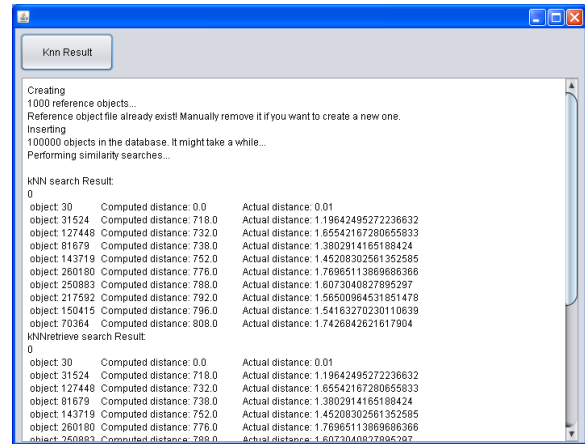 Knn Result
Creating
1000 reference objects...
Reference object file already exist! Manually remove it if you want to create a new one.
Inserting
100000 objects in the database. It might take a while...
Performing similarity searches...
kNN search Result:
0
object: 30 Computed distance: 0.0 Actual distance: 0.01
object: 31524 Computed distance: 718.0 Actual distance: 1.19642495272236632
object: 127448 Computed distance: 732.0 Actual distance: 1.65542167280655833
object: 81679 Computed distance: 738.0 Actual distance: 1.3802914165188424
object: 143719 Computed distance: 752.0 Actual distance: 1.45208302561352585
object: 260180 Computed distance: 776.0 Actual distance: 1.76965113869686366
object: 250883 Computed distance: 788.0 Actual distance: 1.6073040827895297
object: 217592 Computed distance: 792.0 Actual distance: 1.56500964531851478
object: 150415 Computed distance: 796.0 Actual distance: 1.54163270230110639
object: 70364 Computed distance: 808.0 Actual distance: 1.7426842621617904
kNNretrieve search Result:
0
object: 30 Computed distance: 0.0 Actual distance: 0.01
object: 31524 Computed distance: 718.0 Actual distance: 1.19642495272236632
object: 127448 Computed distance: 732.0 Actual distance: 1.65542167280655833
object: 81679 Computed distance: 738.0 Actual distance: 1.3802914165188424
object: 143719 Computed distance: 752.0 Actual distance: 1.45208302561352585
object: 260180 Computed distance: 776.0 Actual distance: 1.76965113869686366
object: 250883 Computed distance: 788.0 Actual distance: 1.6073040827895297